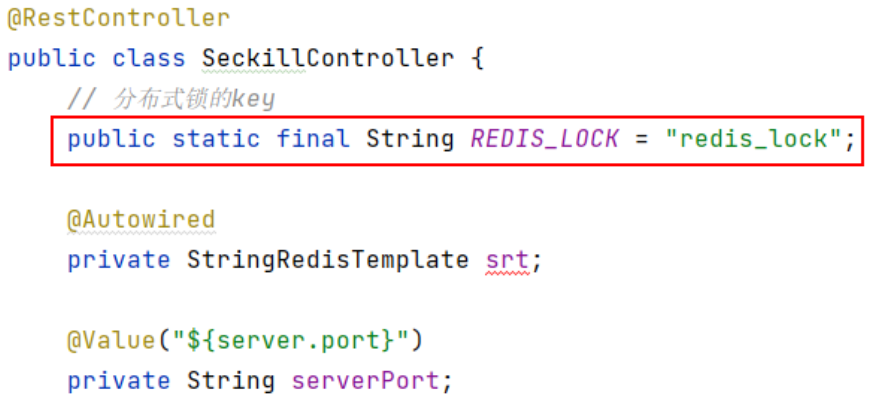 @RestController
public class SeckillController {
// 分布式锁的key
public static final String REDIS_LOCK = "redis_lock";
@Autowired
private StringRedisTemplate srt;
@Value("${server.port}")
private String serverPort;